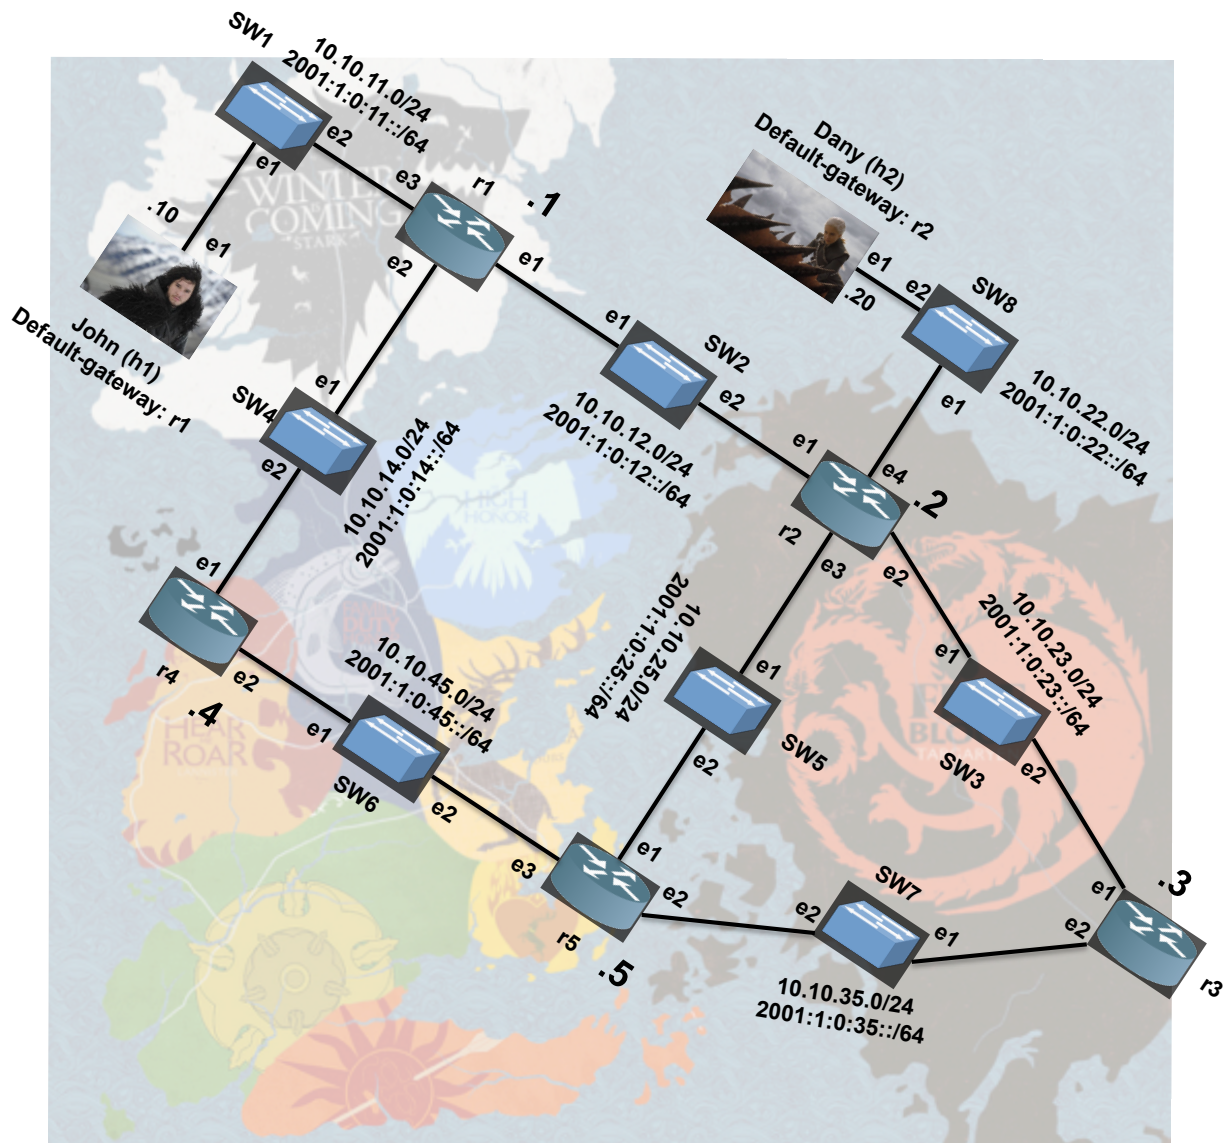 SW1
10.10.11.0/24
2001:1:0:11::/64
e2
e1
e3
r1
.1
e1
e2
WINTER
COMING
STARK
.10
e1
John (h1)
Default-gateway: r1
Dany (h2)
Default-gateway: r2
e1
.20
e2
SW8
e1
10.10.22.0/24
2001:1:0:22::/64
e1
SW2
e2
10.10.12.0/24
2001:1:0:12::/64
e1
SW4
e2
10.10.14.0/24
2001:1:0:14::/64
HIGH
HONOR
e1
e4
.2
r2
e3
e2
e1
r4
e2
.4
DUTY
10.10.45.0/24
2001:1:0:45::/64
10.10.25.0/24
2001:1:0:25::/64
e1
e2
SW5
10.10.23.0/24
2001:1:0:23::/64
e1
SW3
e2
HEAR
ROAR
e1
SW6
e2
e3
e1
e2
r5
.5
SW7
e2
e1
10.10.35.0/24
2001:1:0:35::/64
.3
e1
e2
r3